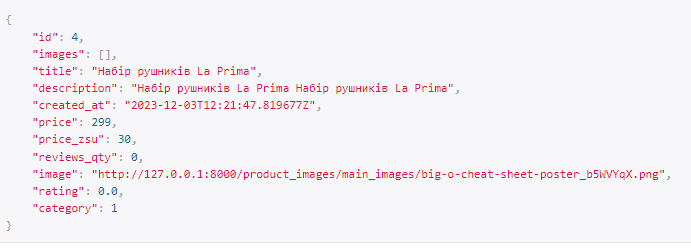 {
"id": 4,
"images": [],
"title": "Набір рушників La Prima",
"description": "Набір рушників La Prima Набір рушників La Prima",
"created_at": "2023-12-03T12:21:47.819677Z",
"price": 299,
"price_zsu": 30,
"reviews_qty": 0,
"image": "http://127.0.0.1:8000/product_images/main_images/big-o-cheat-sheet-poster_b5WVYqX.png",
"rating": 0.0,
"category": 1
}